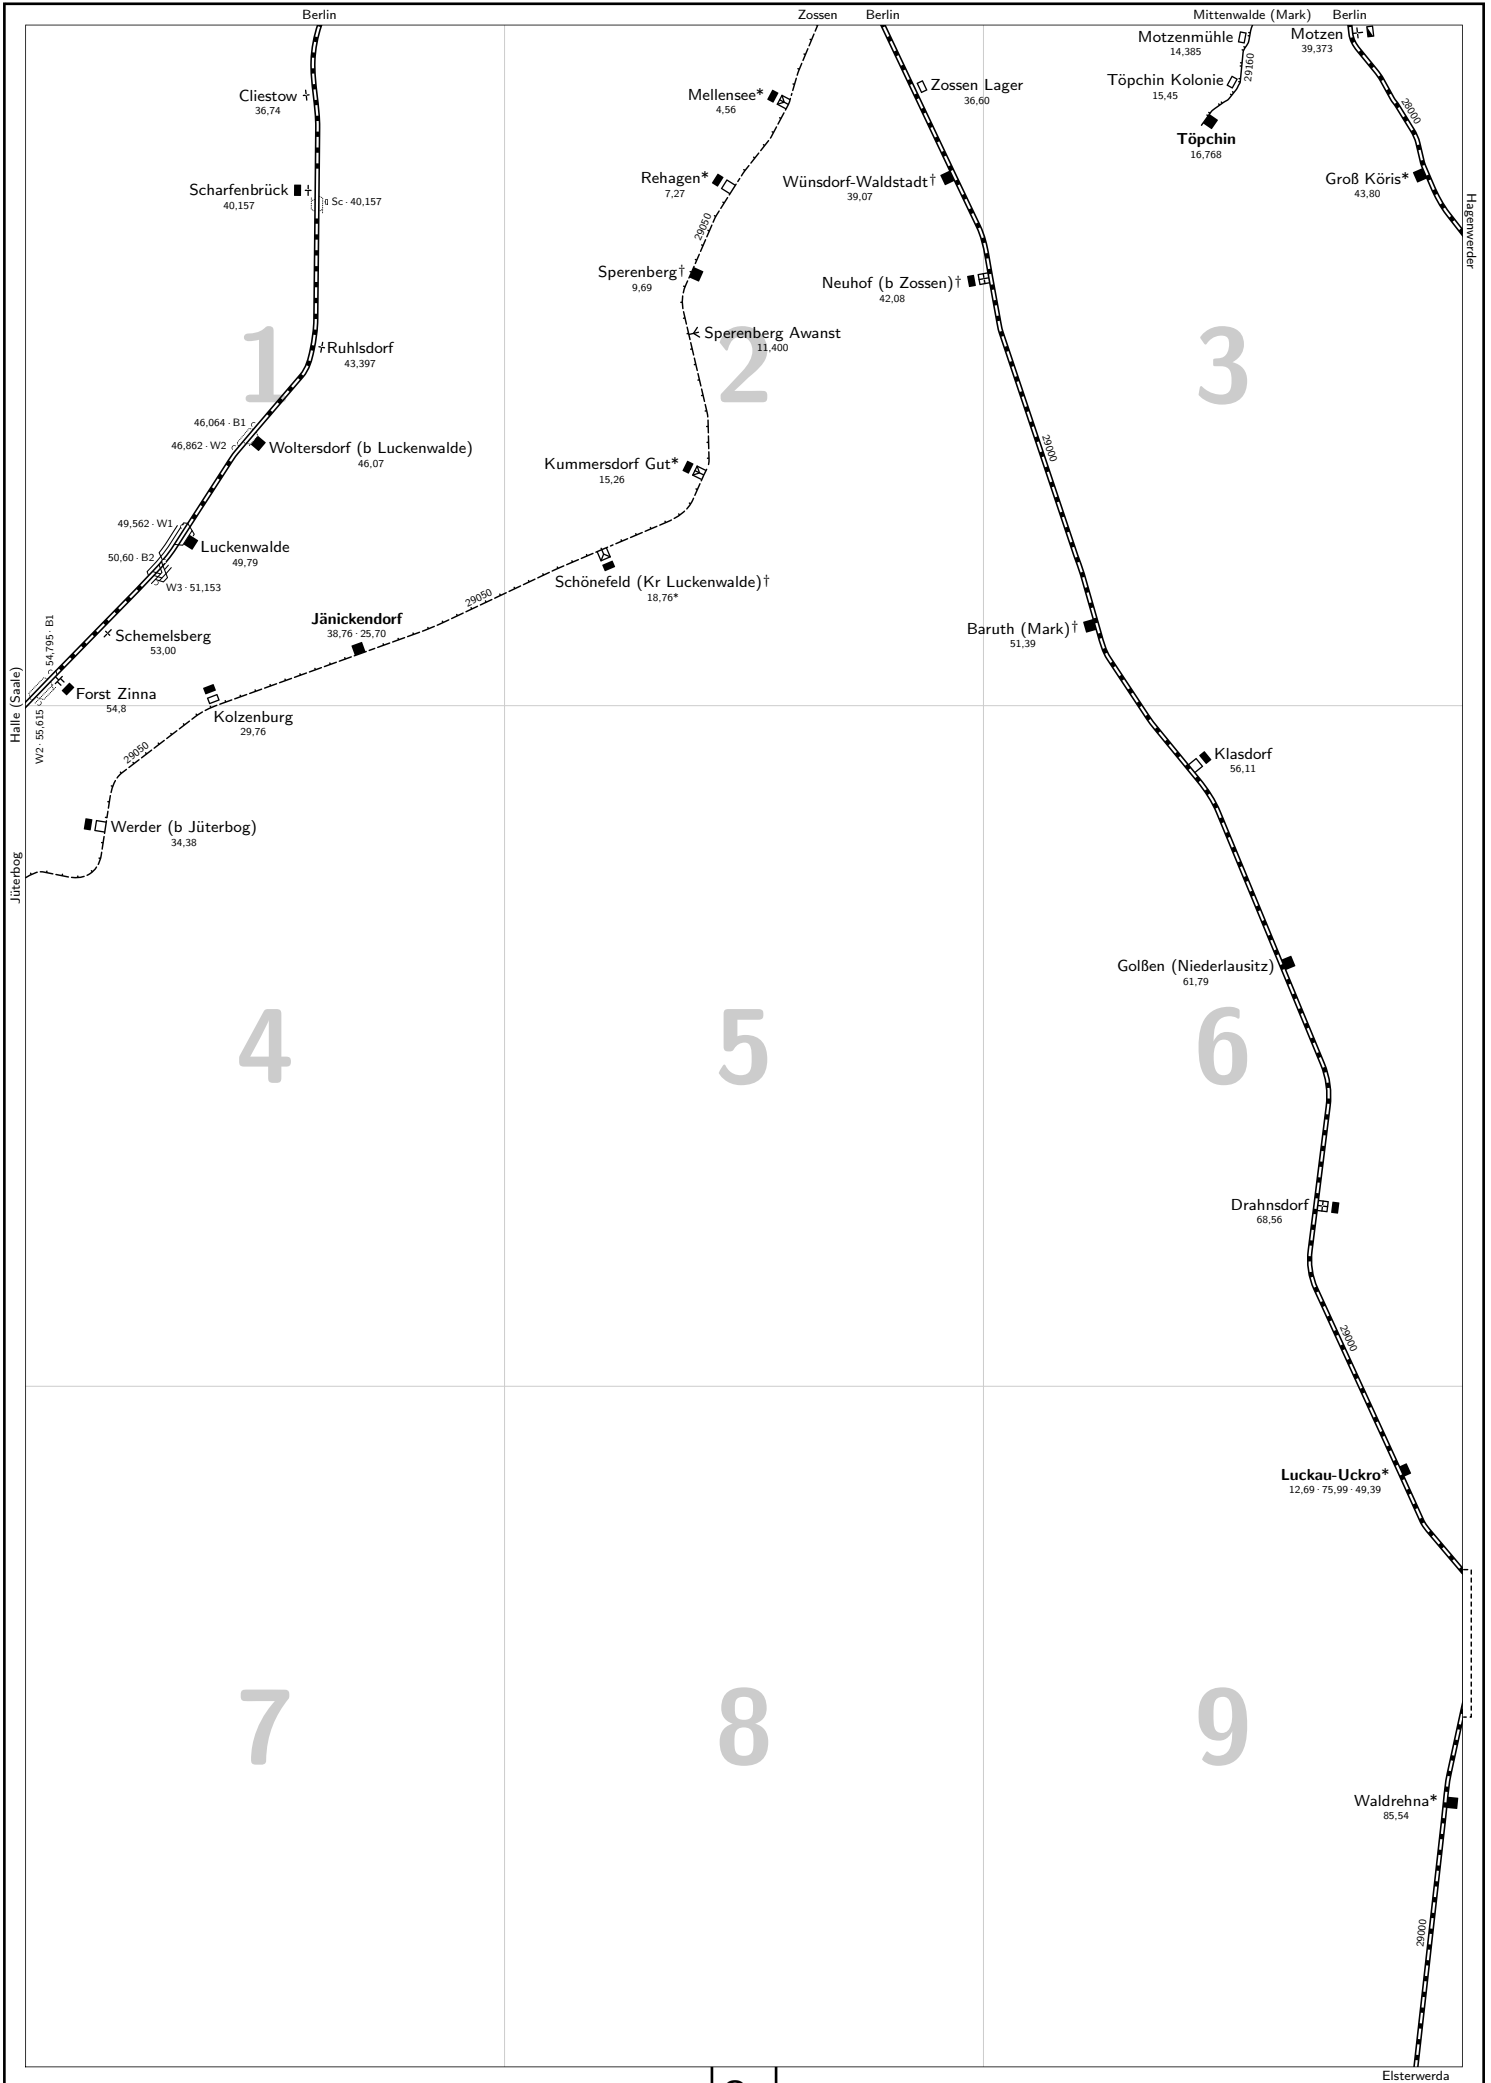 Berlin
Zossen
Berlin
Mittenwalde (Mark)
Berlin
Motzenmühle
14,385
Motzen
39,373
29160
Cliestow
36,74
Mellensee*
4,56
Zossen Lager
36,60
Töpchin Kolonie
15,45
28000
Töpchin
16,768
Scharfenbrück
40,157
Sc · 40,157
Rehagen*
7,27
Wünsdorf-Waldstadt†
39,07
Groß Köris*
43,80
Hagenwerder
29050
Sperenberg†
9,69
Neuhof (b Zossen)†
42,08
Sperenberg Awanst
11,400
1
2
3
Ruhlsdorf
43,397
46,064 · B1
46,862 · W2
Woltersdorf (b Luckenwalde)
46,07
29000
Kummersdorf Gut*
15,26
49,562 · W1
50,60 · B2
Luckenwalde
49,79
W3 · 51,153
Schönefeld (Kr Luckenwalde)†
18,76*
29050
Jänickendorf
38,76 · 25,70
Schemelsberg
53,00
54,795 · B1
Baruth (Mark)†
51,39
Forst Zinna
54,8
Halle (Saale)
W2 · 55,615
Kolzenburg
29,76
29050
Klasdorf
56,11
Werder (b Jüterbog)
34,38
Jüterbog
Golßen (Niederlausitz)
61,79
4
5
6
Drahnsdorf
68,56
29000
Luckau-Uckro*
12,69 · 75,99 · 49,39
7
8
9
Waldrehna*
85,54
29000
Elsterwerda